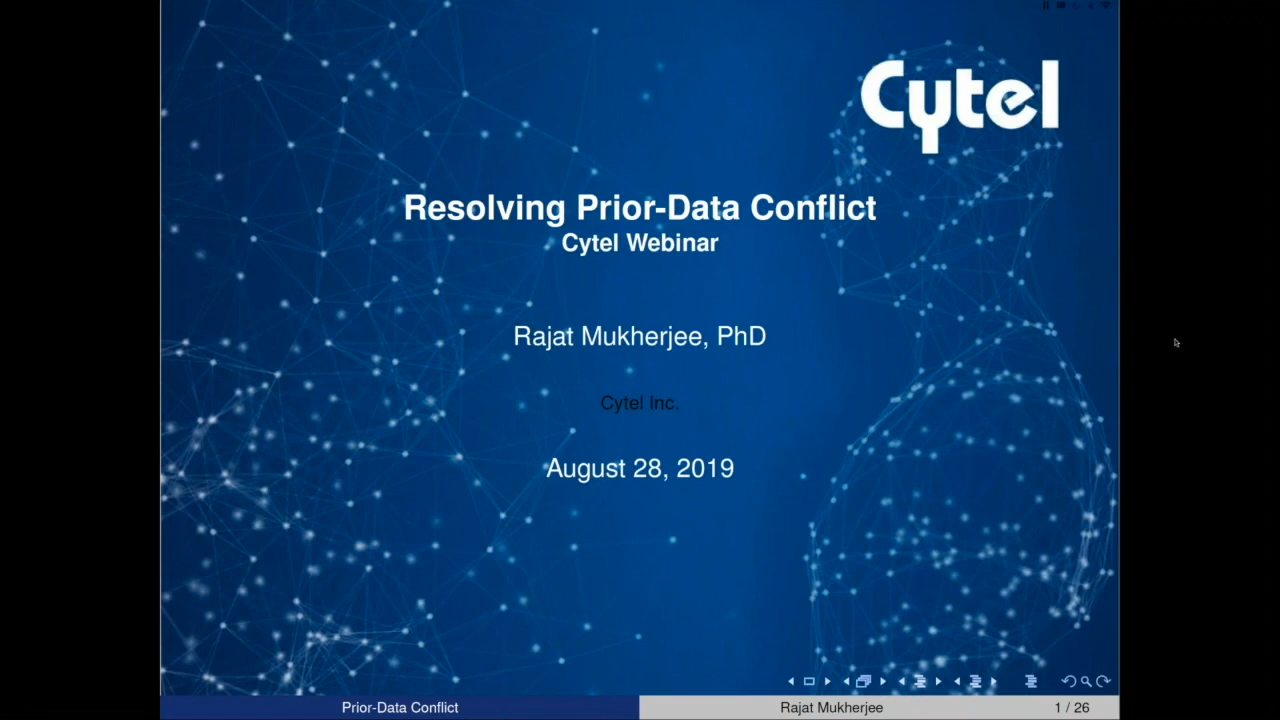 Cytel
Resolving Prior-Data Conflict
Cytel Webinar
Rajat Mukherjee, PhD
Cytel Inc.
August 28, 2019
Prior-Data Conflict
Rajat Mukherjee
1 / 26